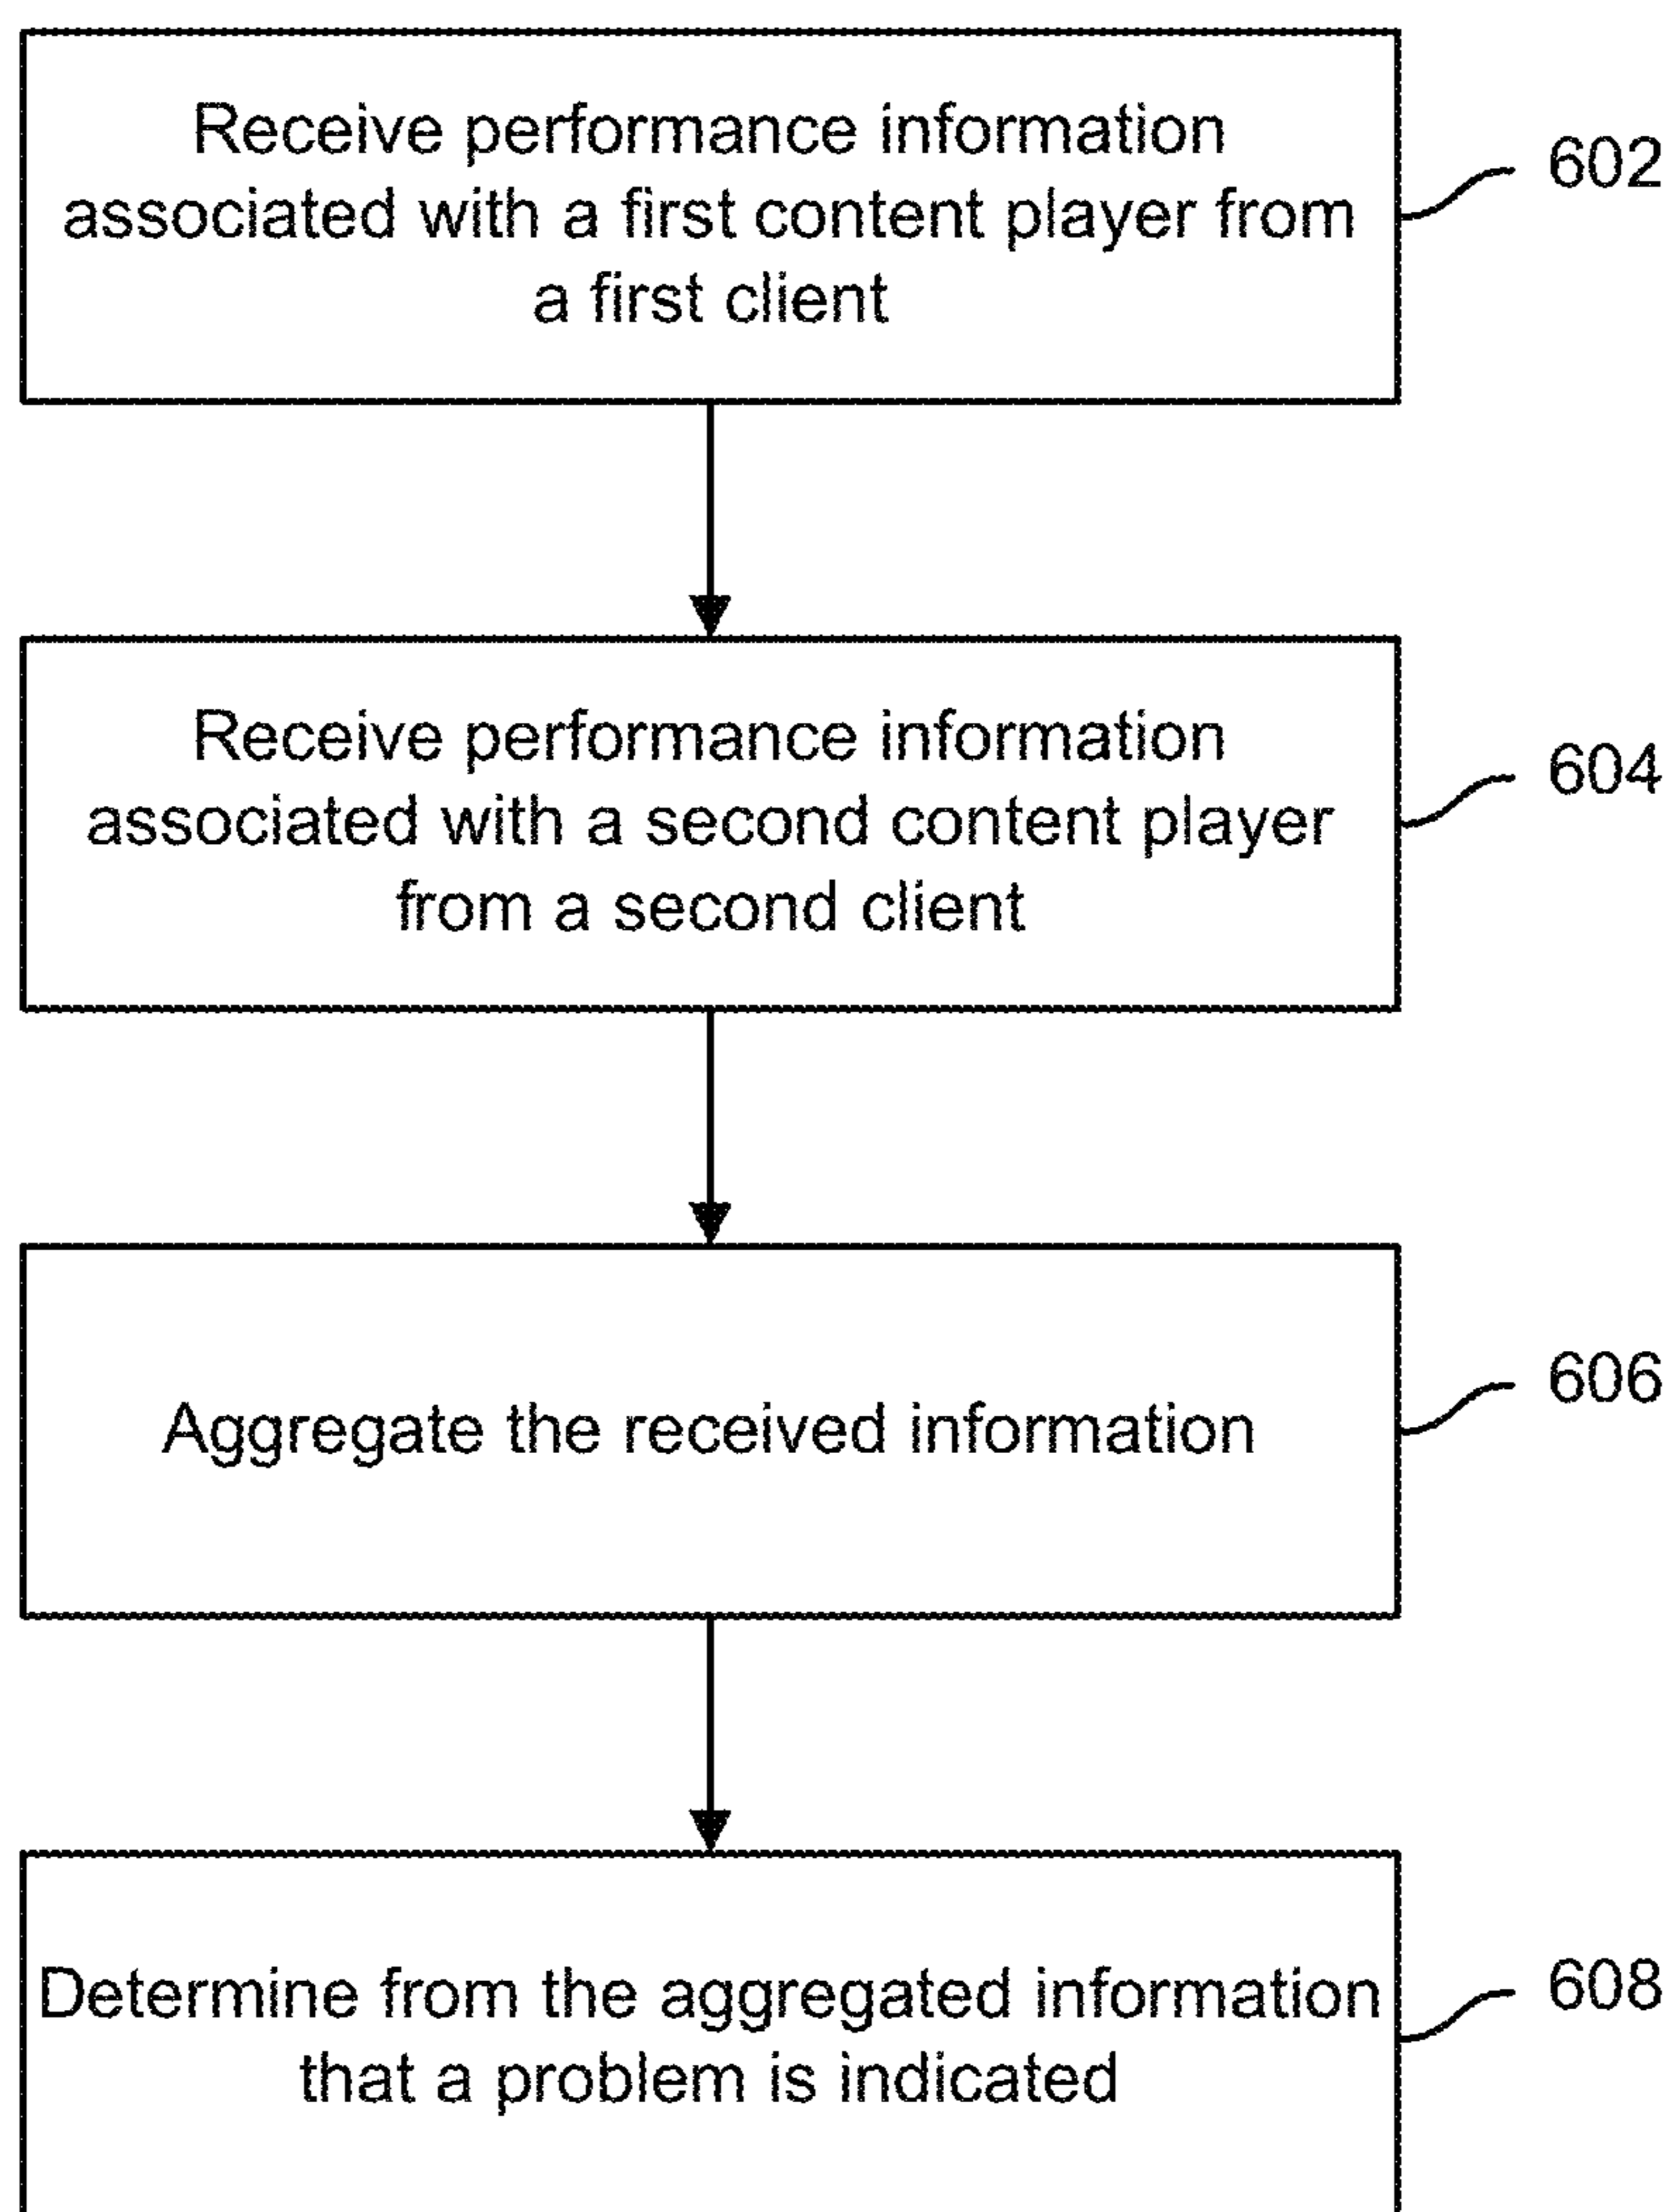 Receive performance information
associated with a first content player from
a first client
602
Receive performance information
associated with a second content player
from a second client
604
Aggregate the received information
606
Determine from the aggregated information
that a problem is indicated
608